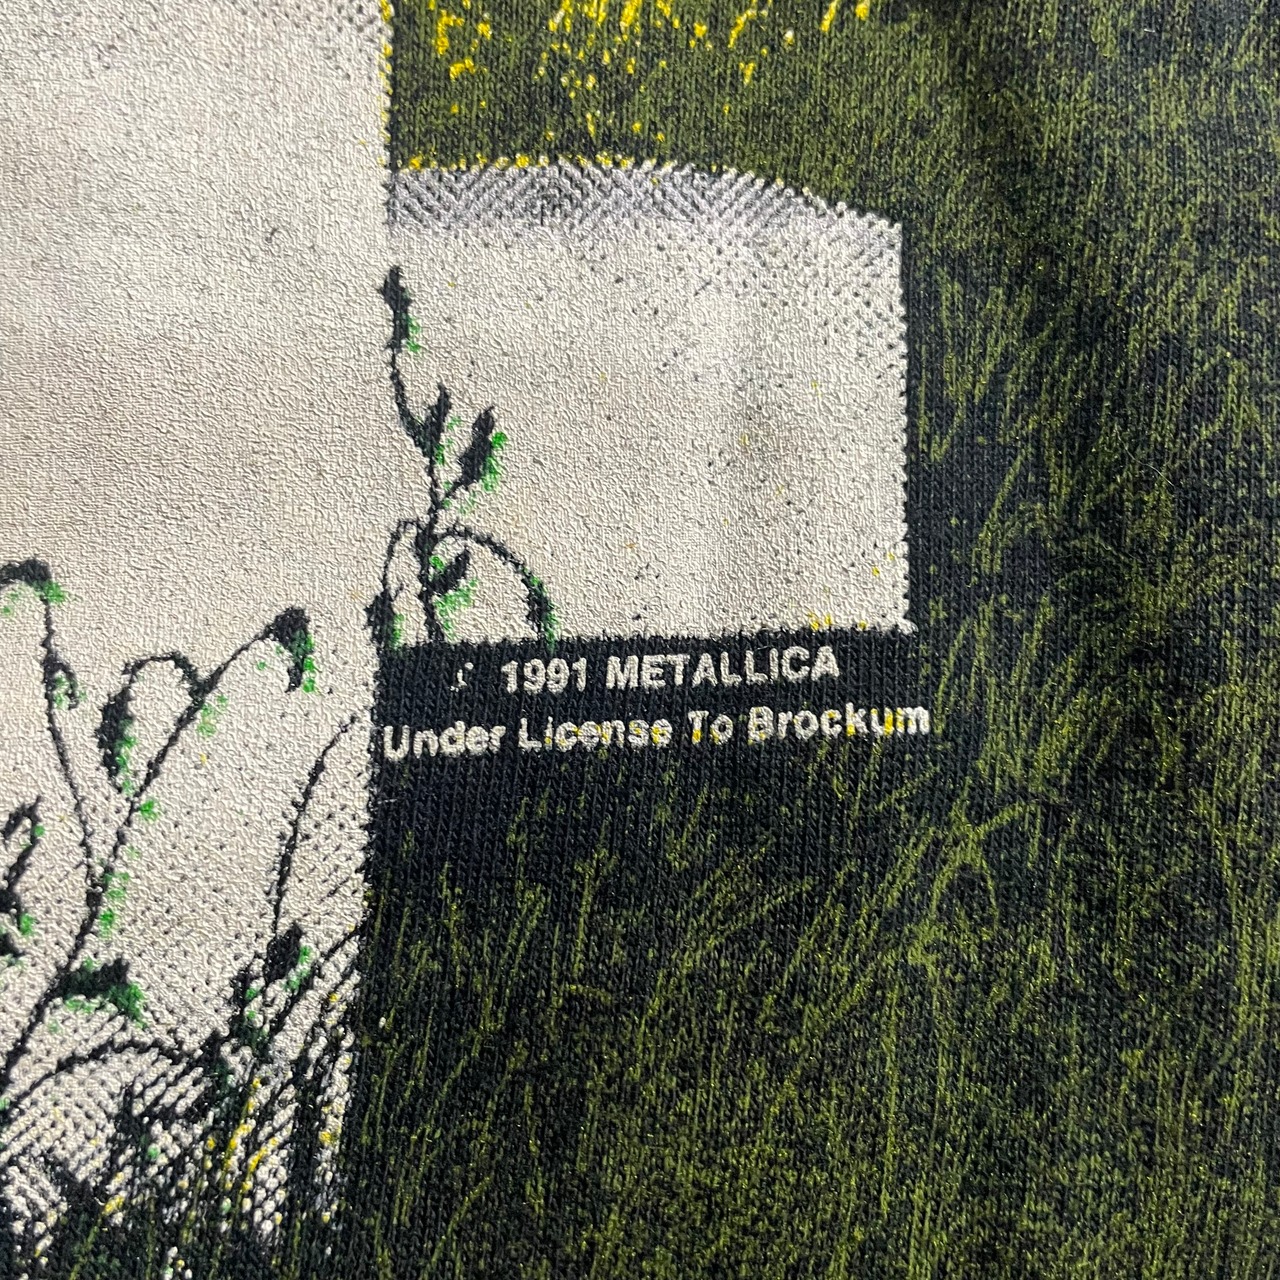 1991 METALLICA
Under License To Brockum